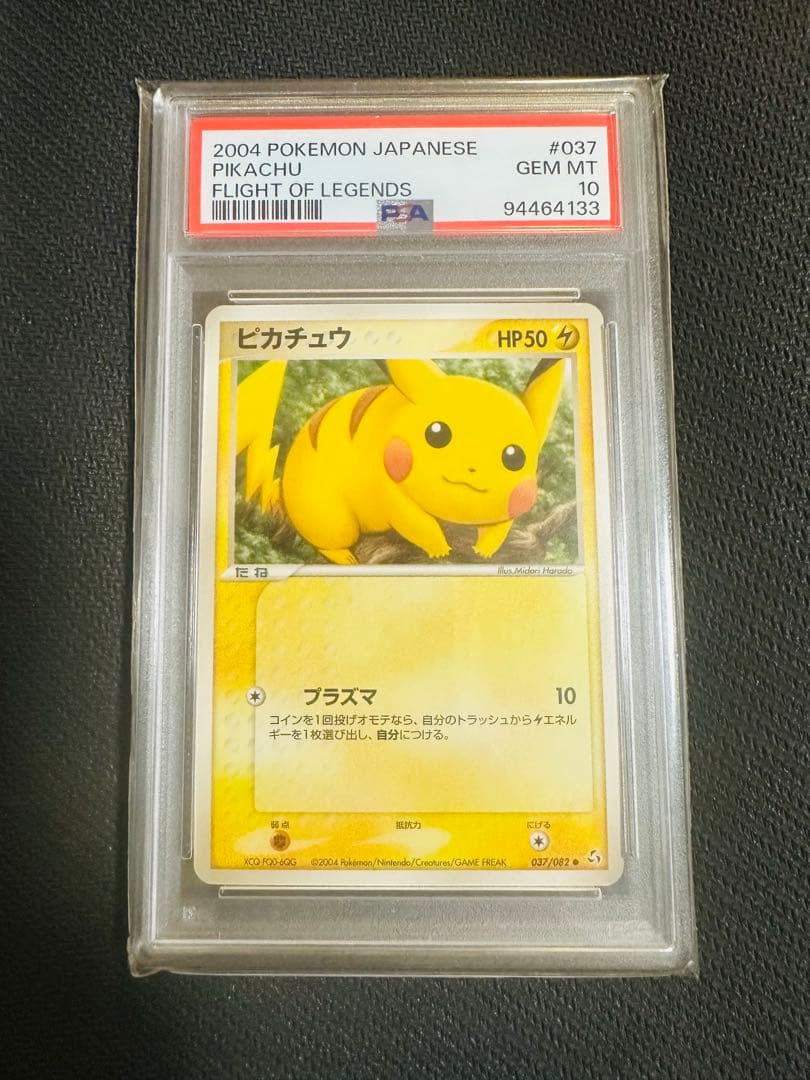 2004 POKEMON JAPANESE #037
PIKACHU GEM MT
FLIGHT OF LEGENDS 10
PSA 94464133
ピカチュウ HP50
たね Illus.Midori Harada
プラズマ 10
コインを1回投げオモテなら、自分のトラッシュからエネル
ギーを1枚選び出し、自分につける。
弱点 抵抗力 にげる
XCQ-FQ0-6QG ©2004 Pokémon/Nintendo/Creatures/GAME FREAK 037/082